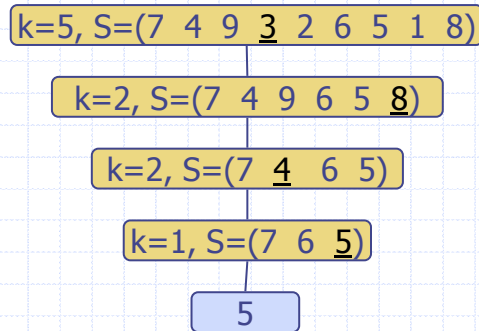 k=5, S=(7 4 9 3 2 6 5 1 8)
k=2, S=(7 4 9 6 5 8)
k=2, S=(7 4 6 5)
k=1, S=(7 6 5)
5